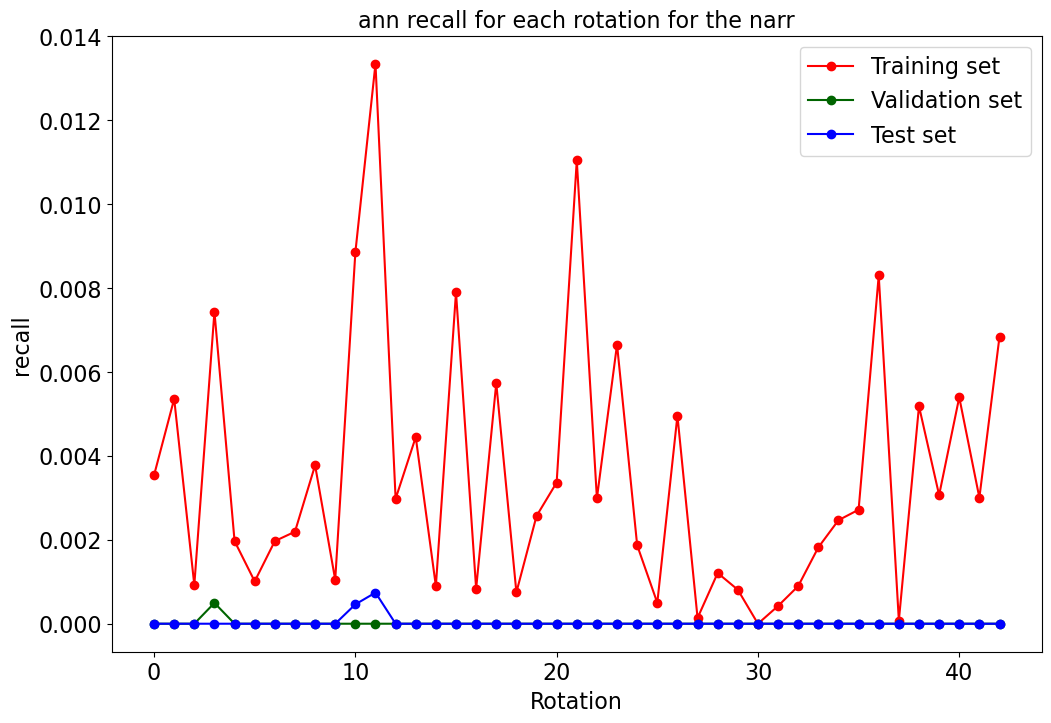 ann recall for each rotation for the narr
0.014
0.012
0.010
0.008
0.006
0.004
0.002
0.000
recall
Training set
Validation set
Test set
0 10 20 30 40
Rotation